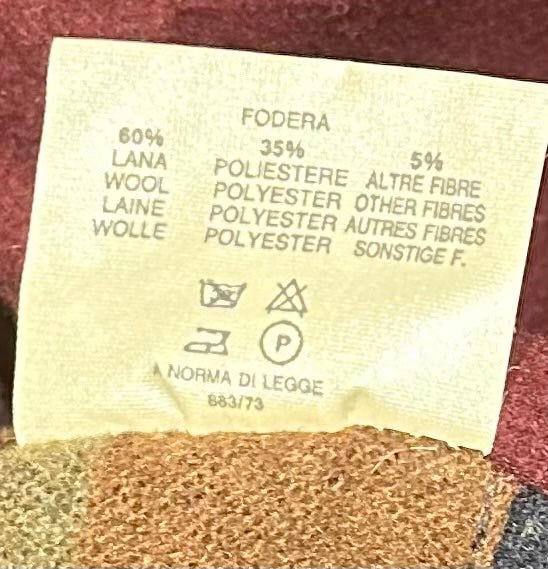 FODERA
60% 35% 5%
LANA POLIESTERE ALTRE FIBRE
WOOL POLYESTER OTHER FIBRES
LAINE POLYESTER AUTRES FIBRES
WOLLE POLYESTER SONSTIGE F.
P
A NORMA DI LEGGE
883/73